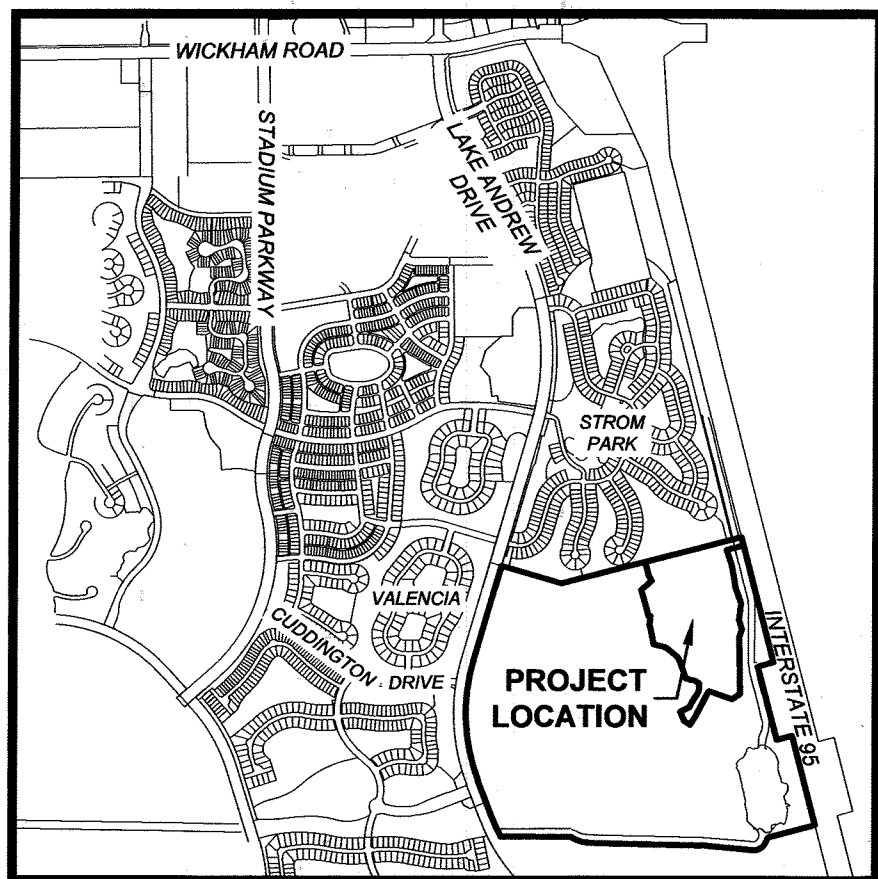 WICKHAM ROAD
STADIUM PARKWAY
LAKE ANDREW
DRIVE
STROM
PARK
VALENCIA
CUDDINGTON DRIVE
PROJECT
LOCATION
INTERSTATE 95